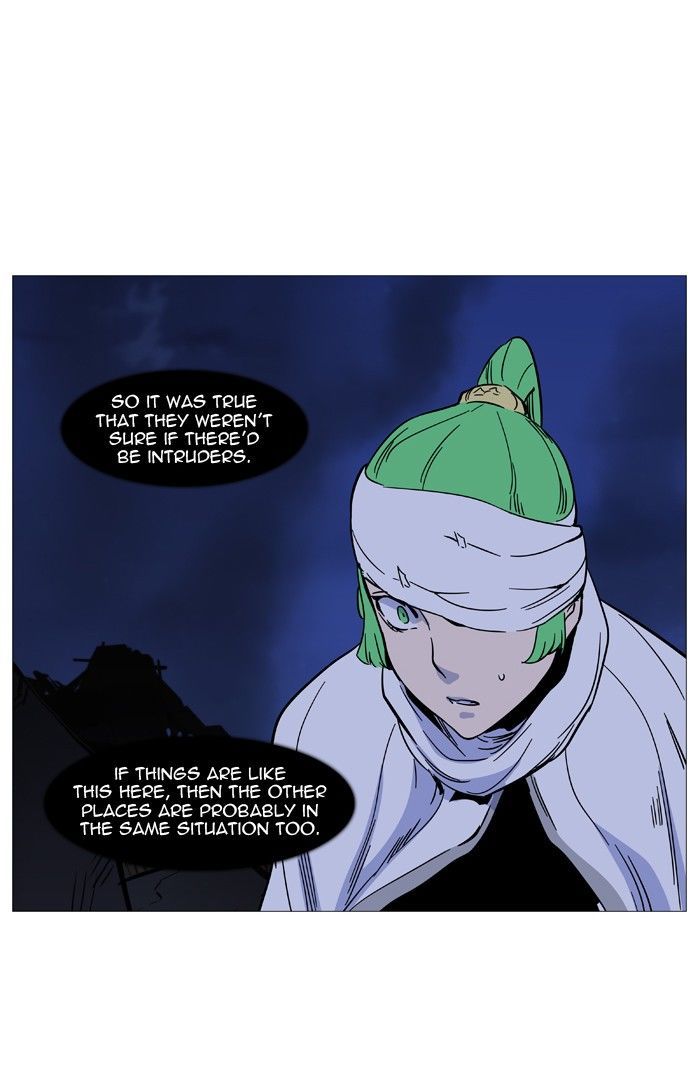 SO IT WAS TRUE
THAT THEY WEREN'T
SURE IF THERE'D
BE INTRUDERS.
IF THINGS ARE LIKE
THIS HERE, THEN THE OTHER
PLACES ARE PROBABLY IN
THE SAME SITUATION TOO.